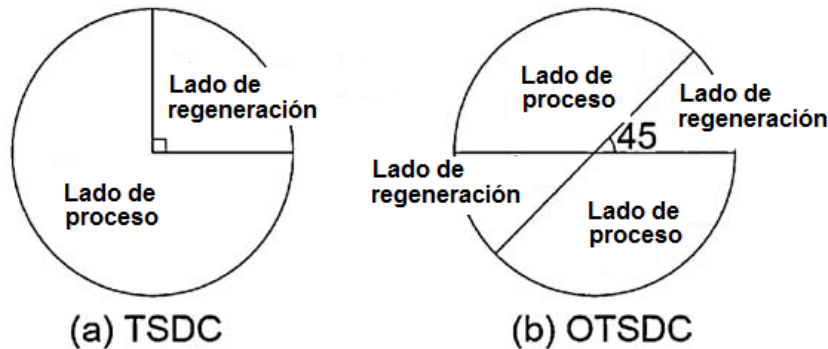 Lado de
regeneración
Lado de
proceso
(a) TSDC
Lado de
proceso
Lado de
regeneración
45
Lado de
regeneración
Lado de
proceso
(b) OTSDC